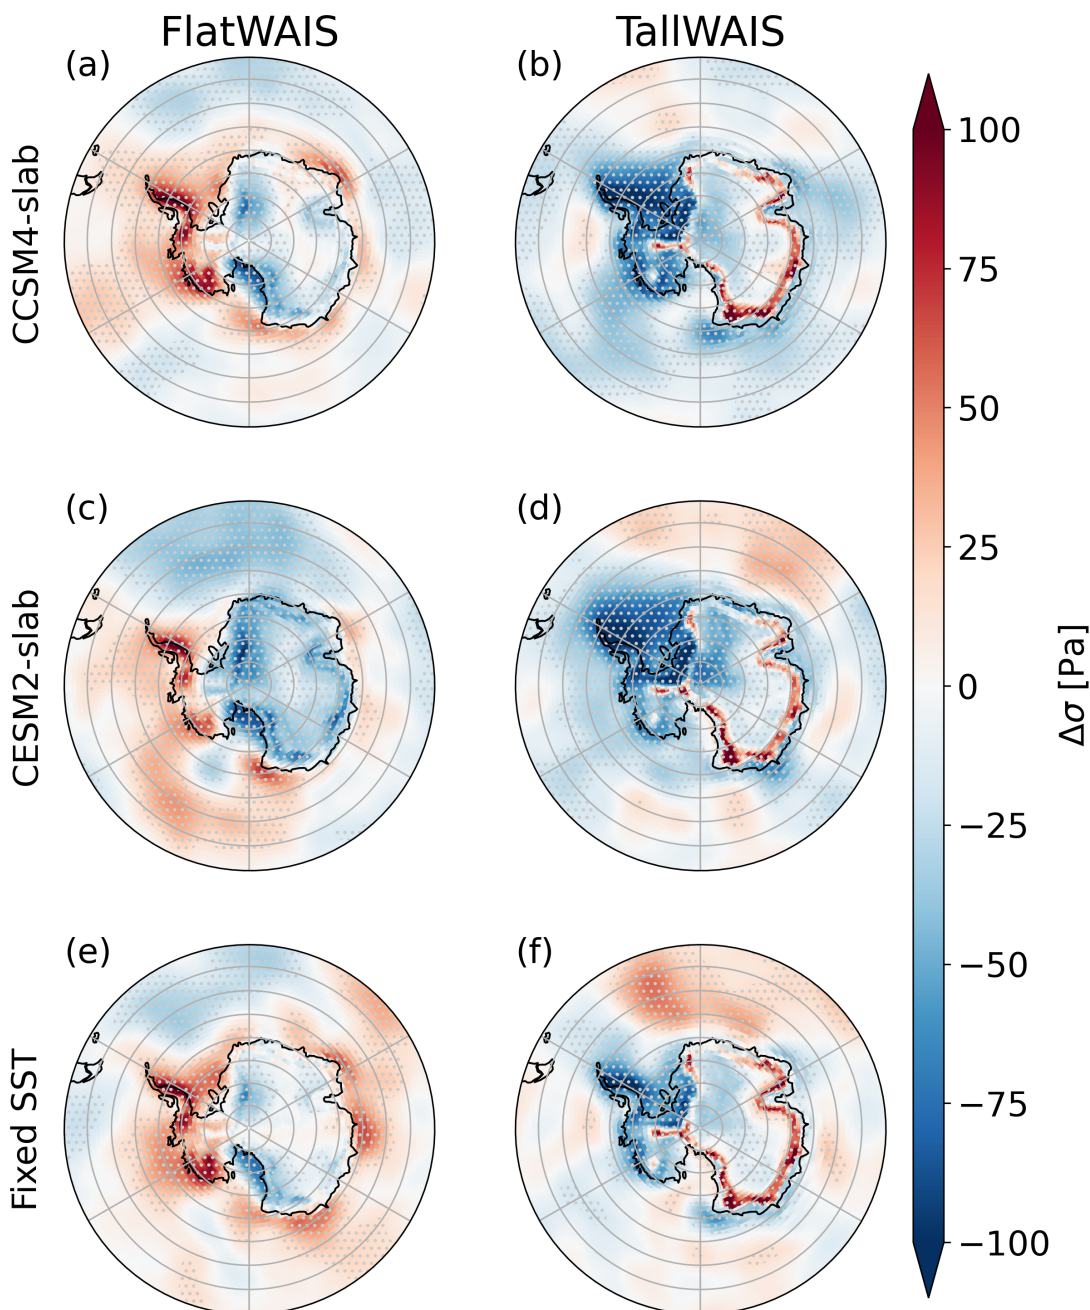 FlatWAIS TallWAIS
(a) (b)
CCSM4-slab
(c) (d)
CESM2-slab
(e) (f)
Fixed SST
100
75
50
25
0
−25
−50
−75
−100
Δσ [Pa]